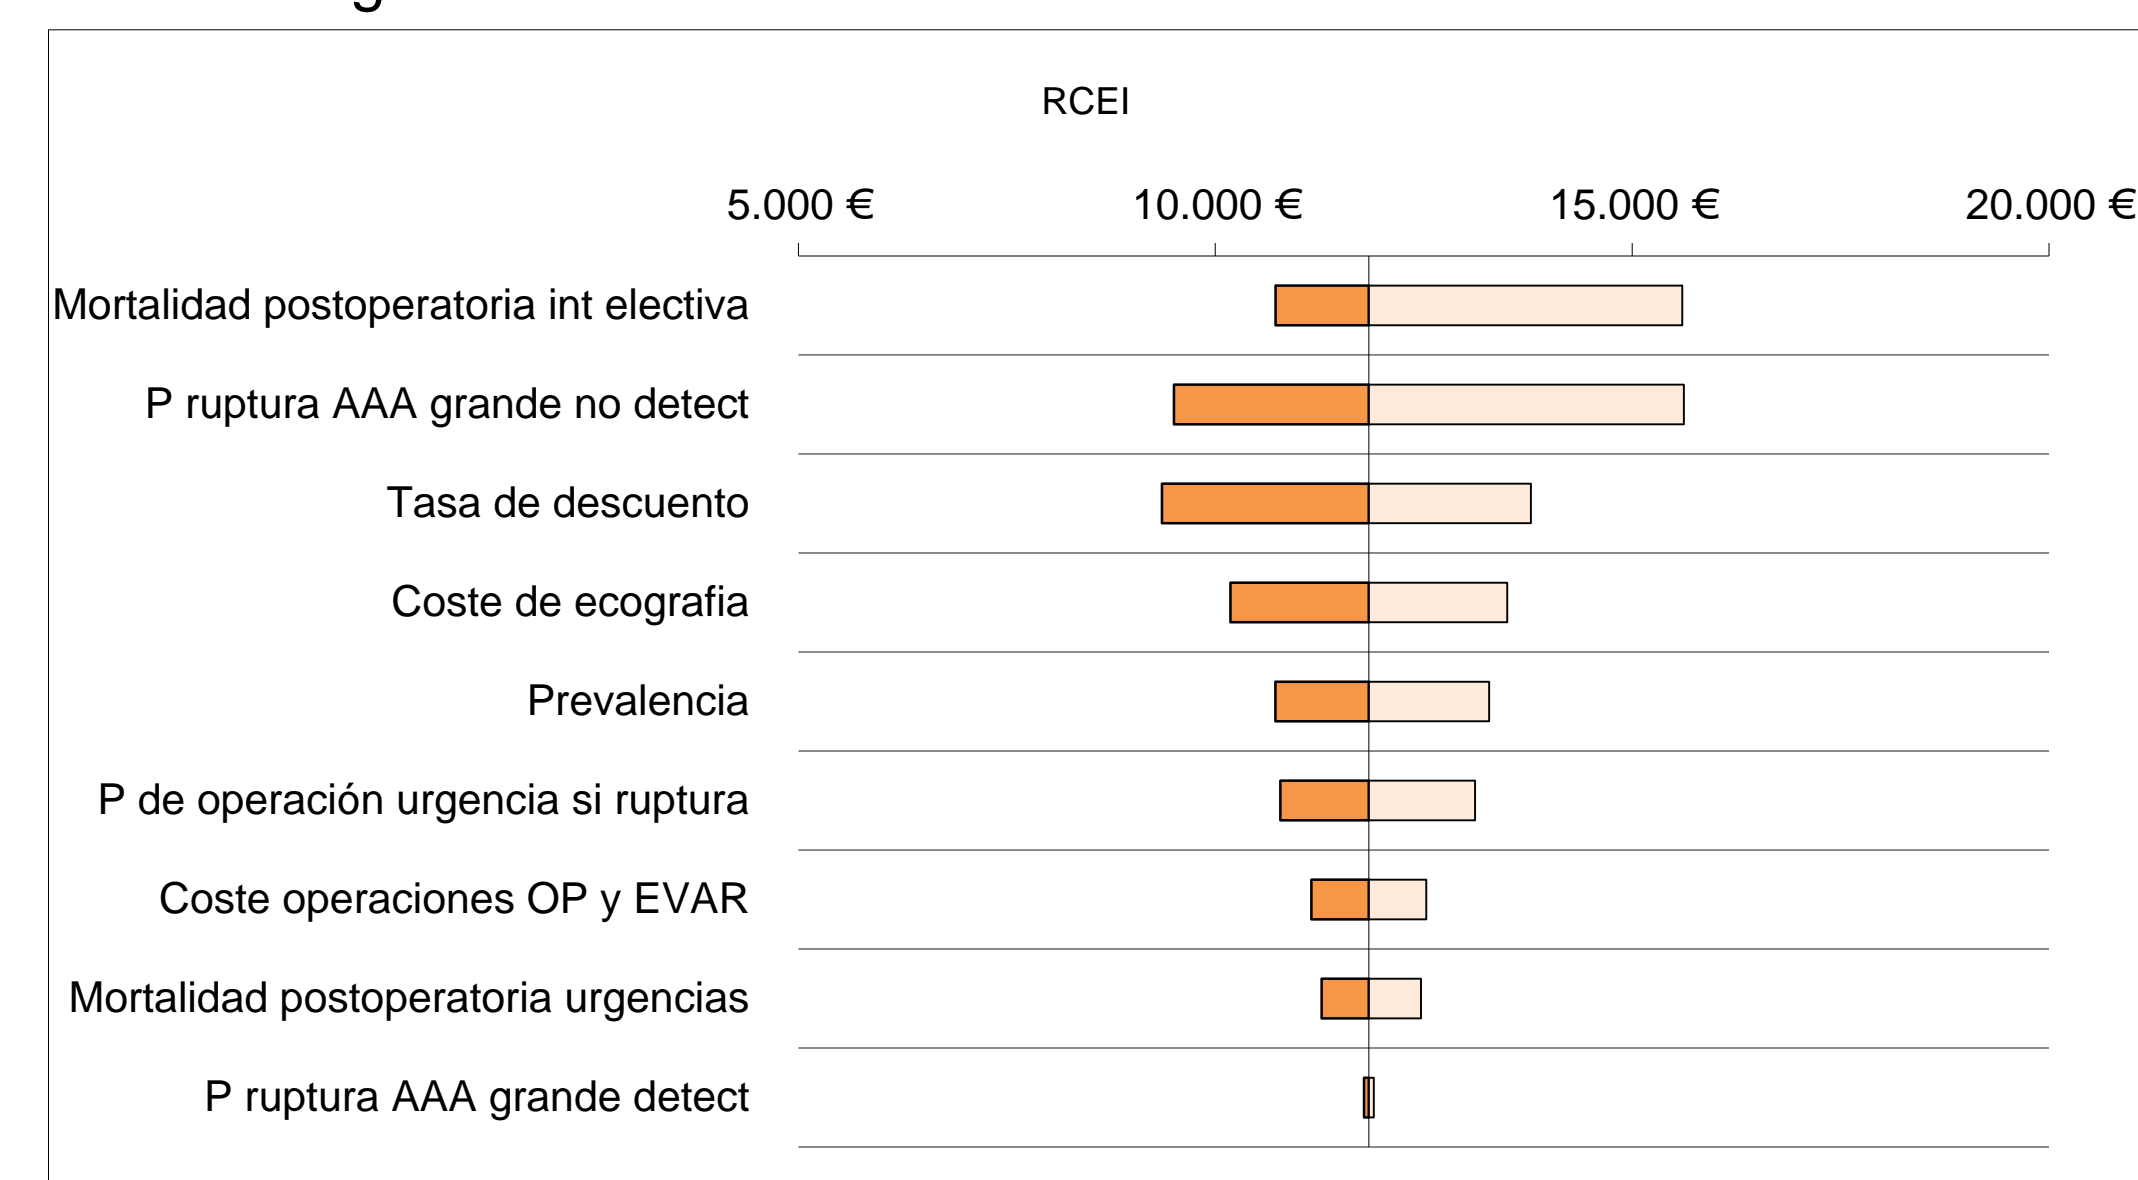 RCEI
5.000 € 10.000 € 15.000 € 20.000 €
Mortalidad postoperatoria int electiva
P ruptura AAA grande no detect
Tasa de descuento
Coste de ecografia
Prevalencia
P de operación urgencia si ruptura
Coste operaciones OP y EVAR
Mortalidad postoperatoria urgencias
P ruptura AAA grande detect